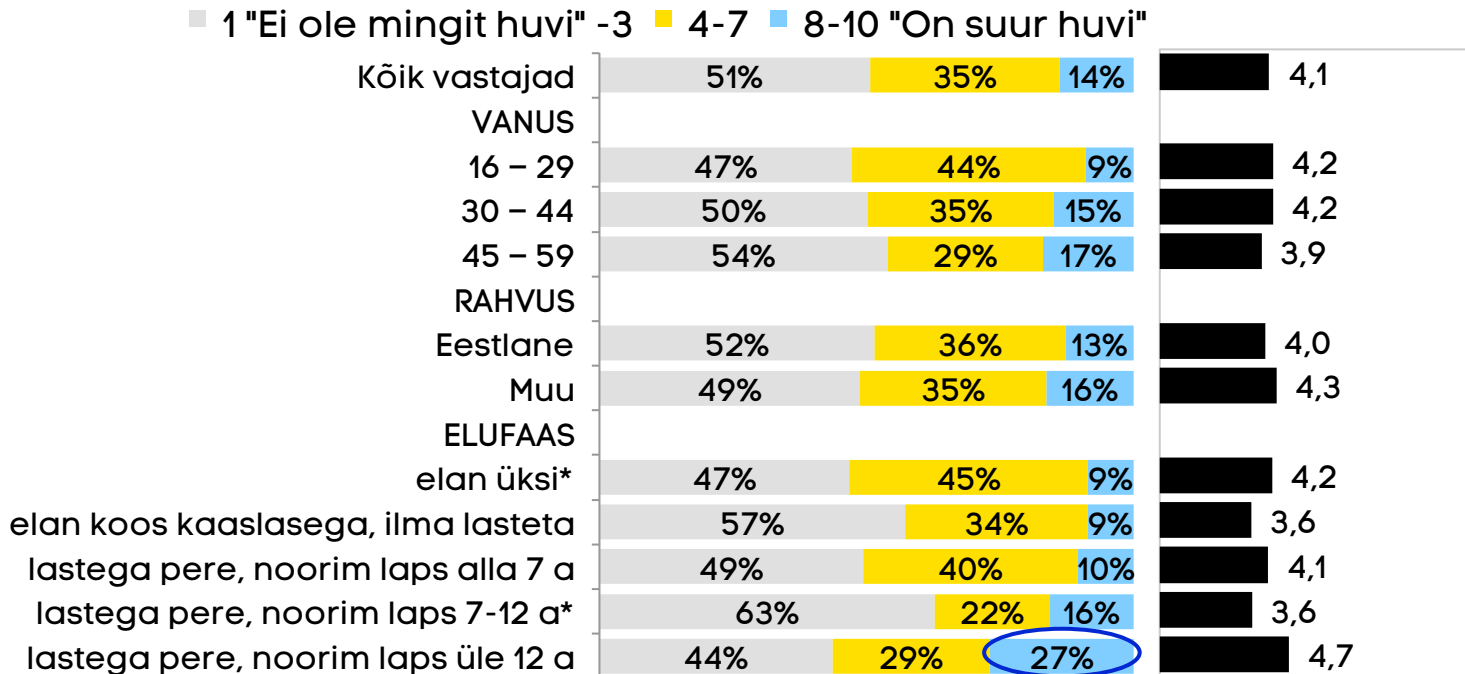 1 "Ei ole mingit huvi" -3 4-7 8-10 "On suur huvi"
Kõik vastajad 51% 35% 14% 4,1
VANUS
16 – 29 47% 44% 9% 4,2
30 – 44 50% 35% 15% 4,2
45 – 59 54% 29% 17% 3,9
RAHVUS
Eestlane 52% 36% 13% 4,0
Muu 49% 35% 16% 4,3
ELUFAAS
elan üksi* 47% 45% 9% 4,2
elan koos kaaslasega, ilma lasteta 57% 34% 9% 3,6
lastega pere, noorim laps alla 7 a 49% 40% 10% 4,1
lastega pere, noorim laps 7-12 a* 63% 22% 16% 3,6
lastega pere, noorim laps üle 12 a 44% 29% 27% 4,7